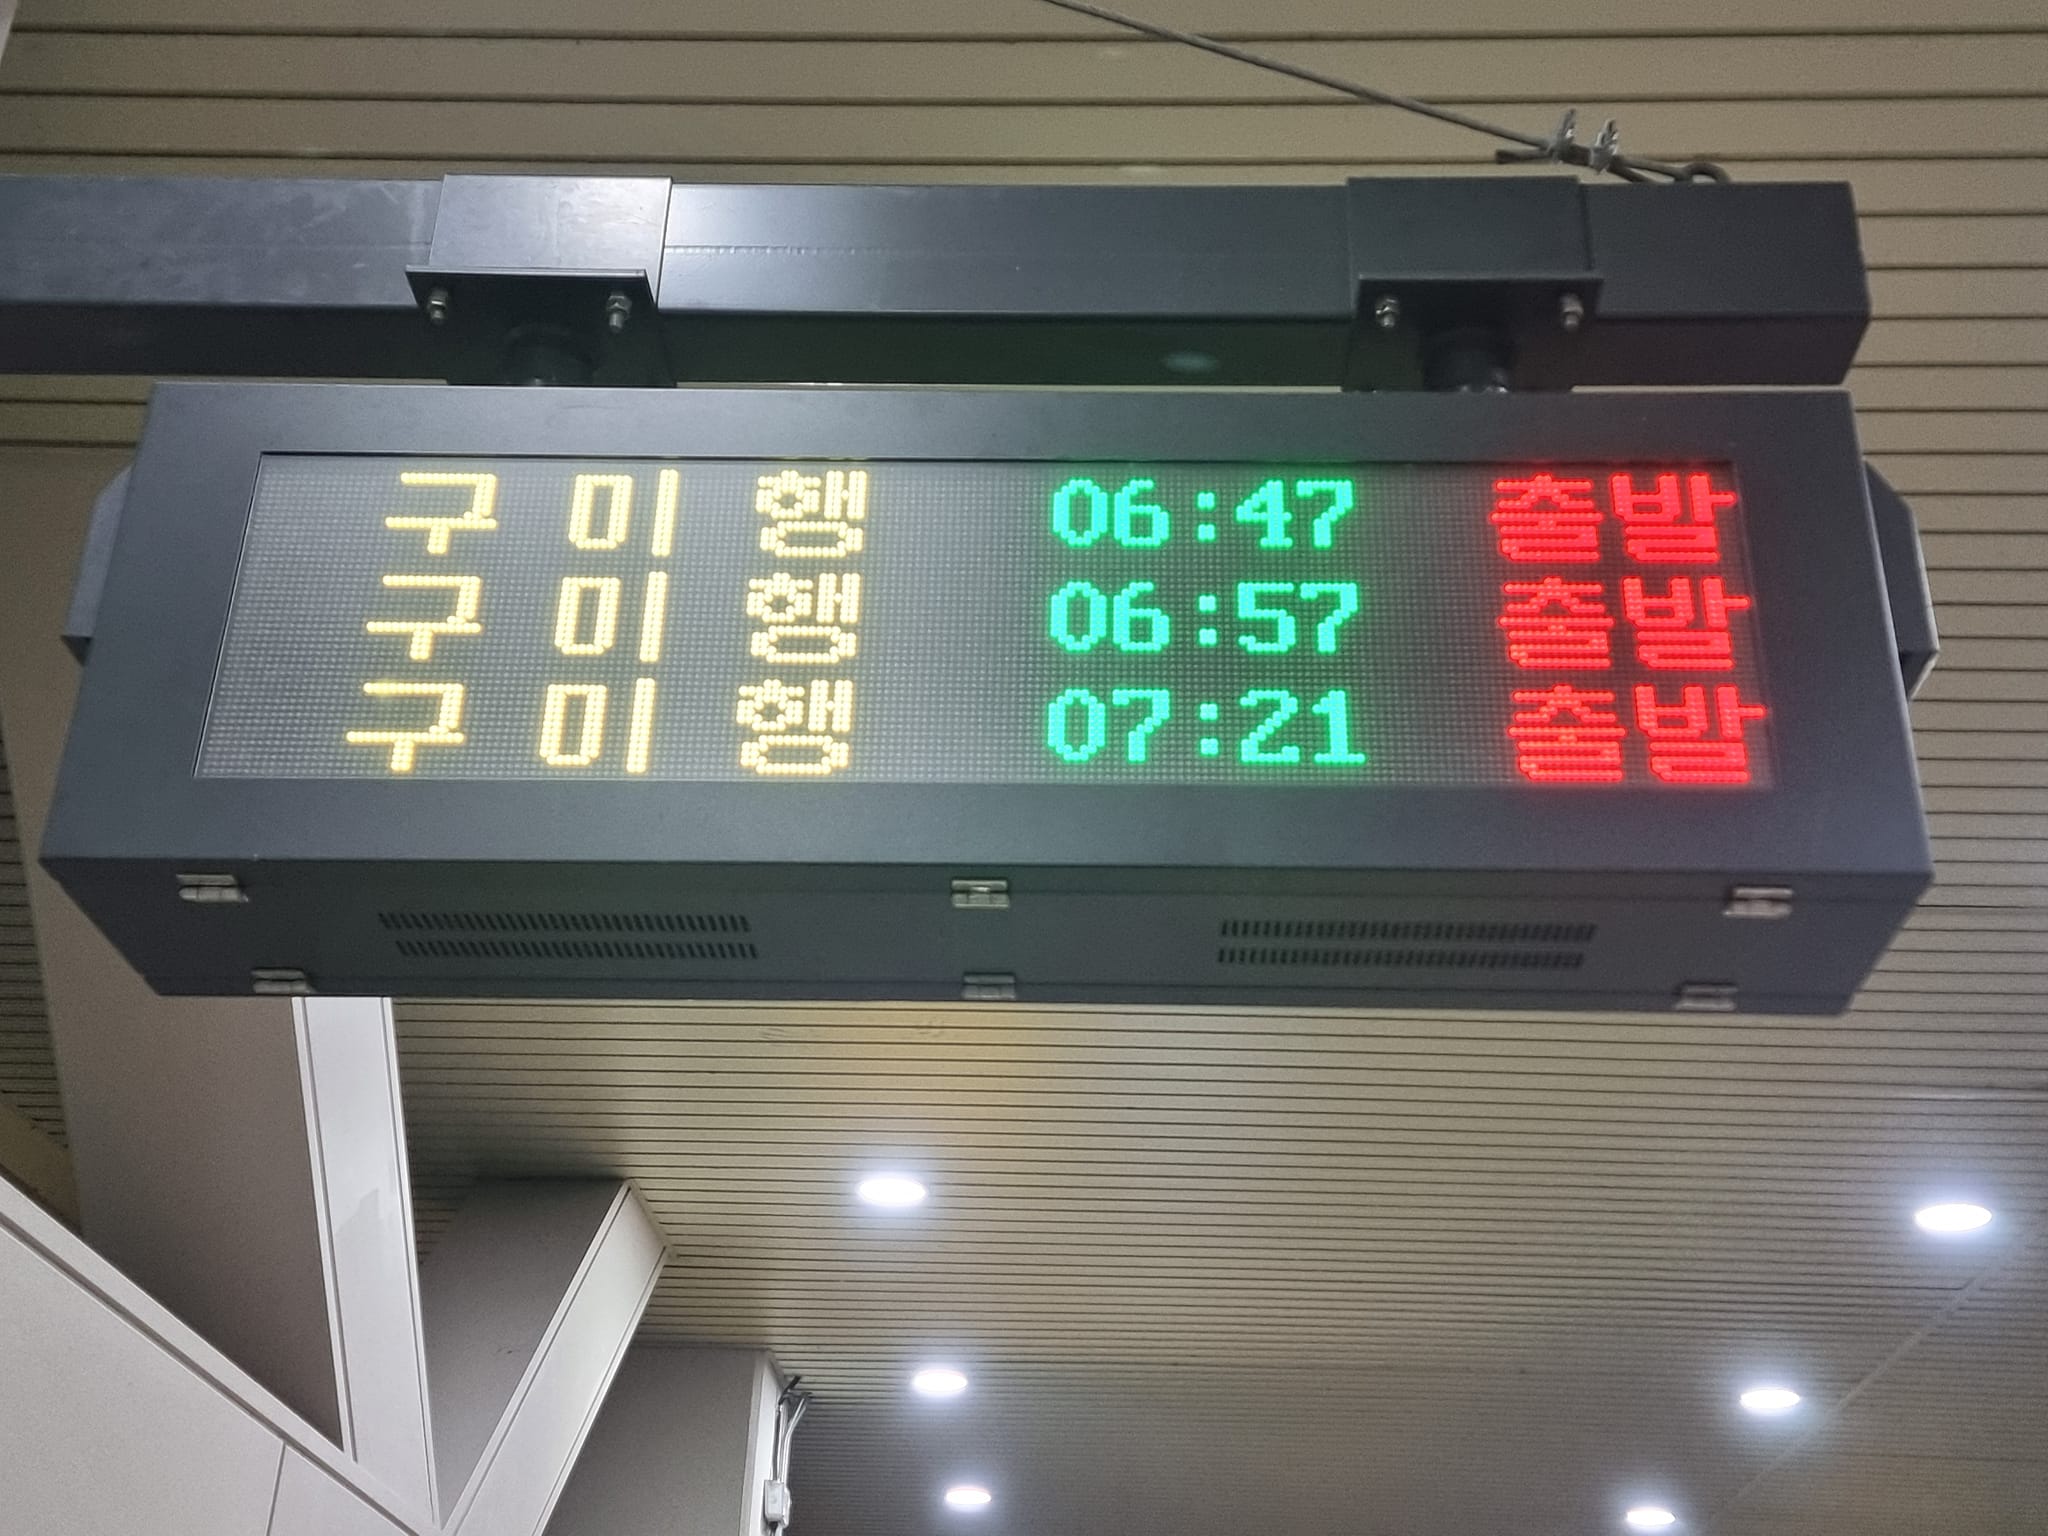 구 미 행 06:47 출발
구 미 행 06:57 출발
구 미 행 07:21 출발